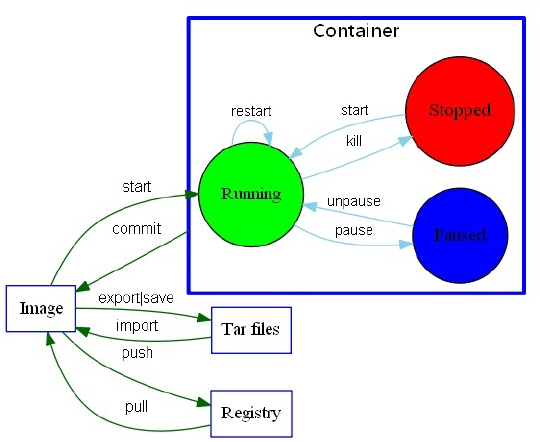 Container
restart
start
Stopped
kill
Running
start
unpause
commit
pause
Paused
export|save
Image
import
Tar files
push
pull
Registry